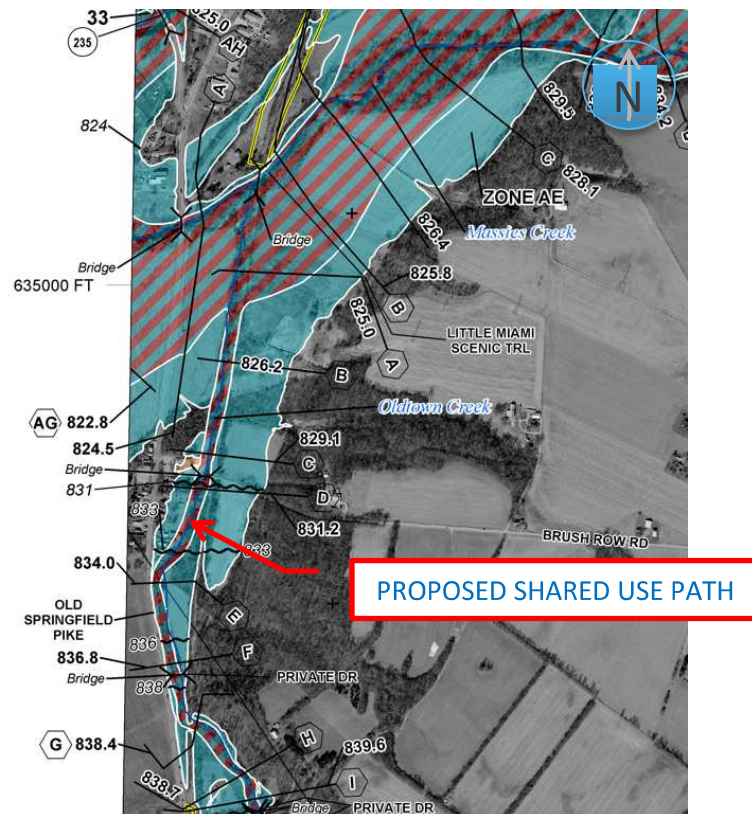 33
825.0
235
AH
A
N
824
829.5
834.2
C
828.1
ZONE AE
826.4
Massies Creek
Bridge
Bridge
825.8
635000 FT
B
825.0
LITTLE MIAMI
SCENIC TRL
A
826.2
B
Oldtown Creek
AG
822.8
824.5
829.1
C
Bridge
831
D
833
831.2
BRUSH ROW RD
833
834.0
PROPOSED SHARED USE PATH
E
OLD
SPRINGFIELD
PIKE
836
F
836.8
Bridge
PRIVATE DR
838
G
838.4
H
839.6
838.7
I
Bridge
PRIVATE DR